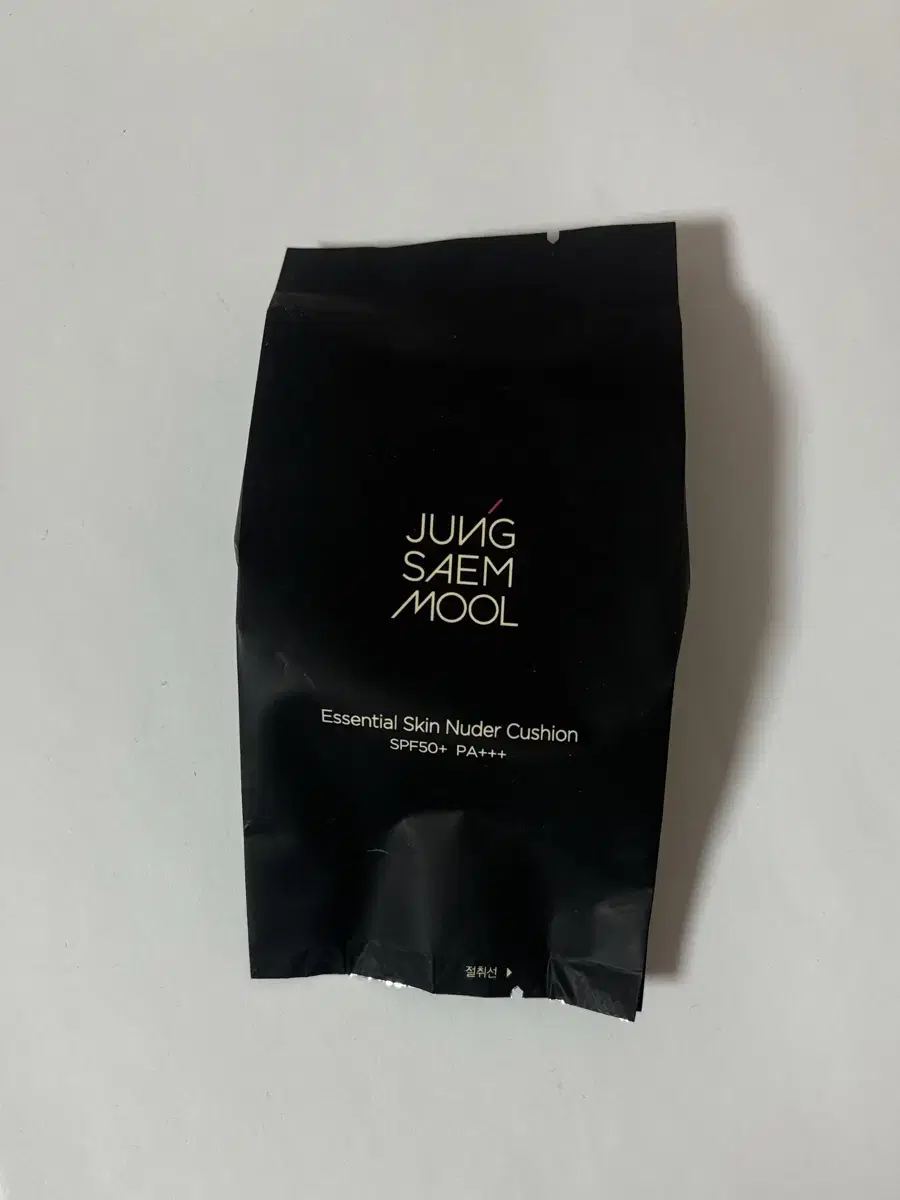 JUNG
SAEM
MOOL
Essential Skin Nuder Cushion
SPF50+ PA+++
절취선